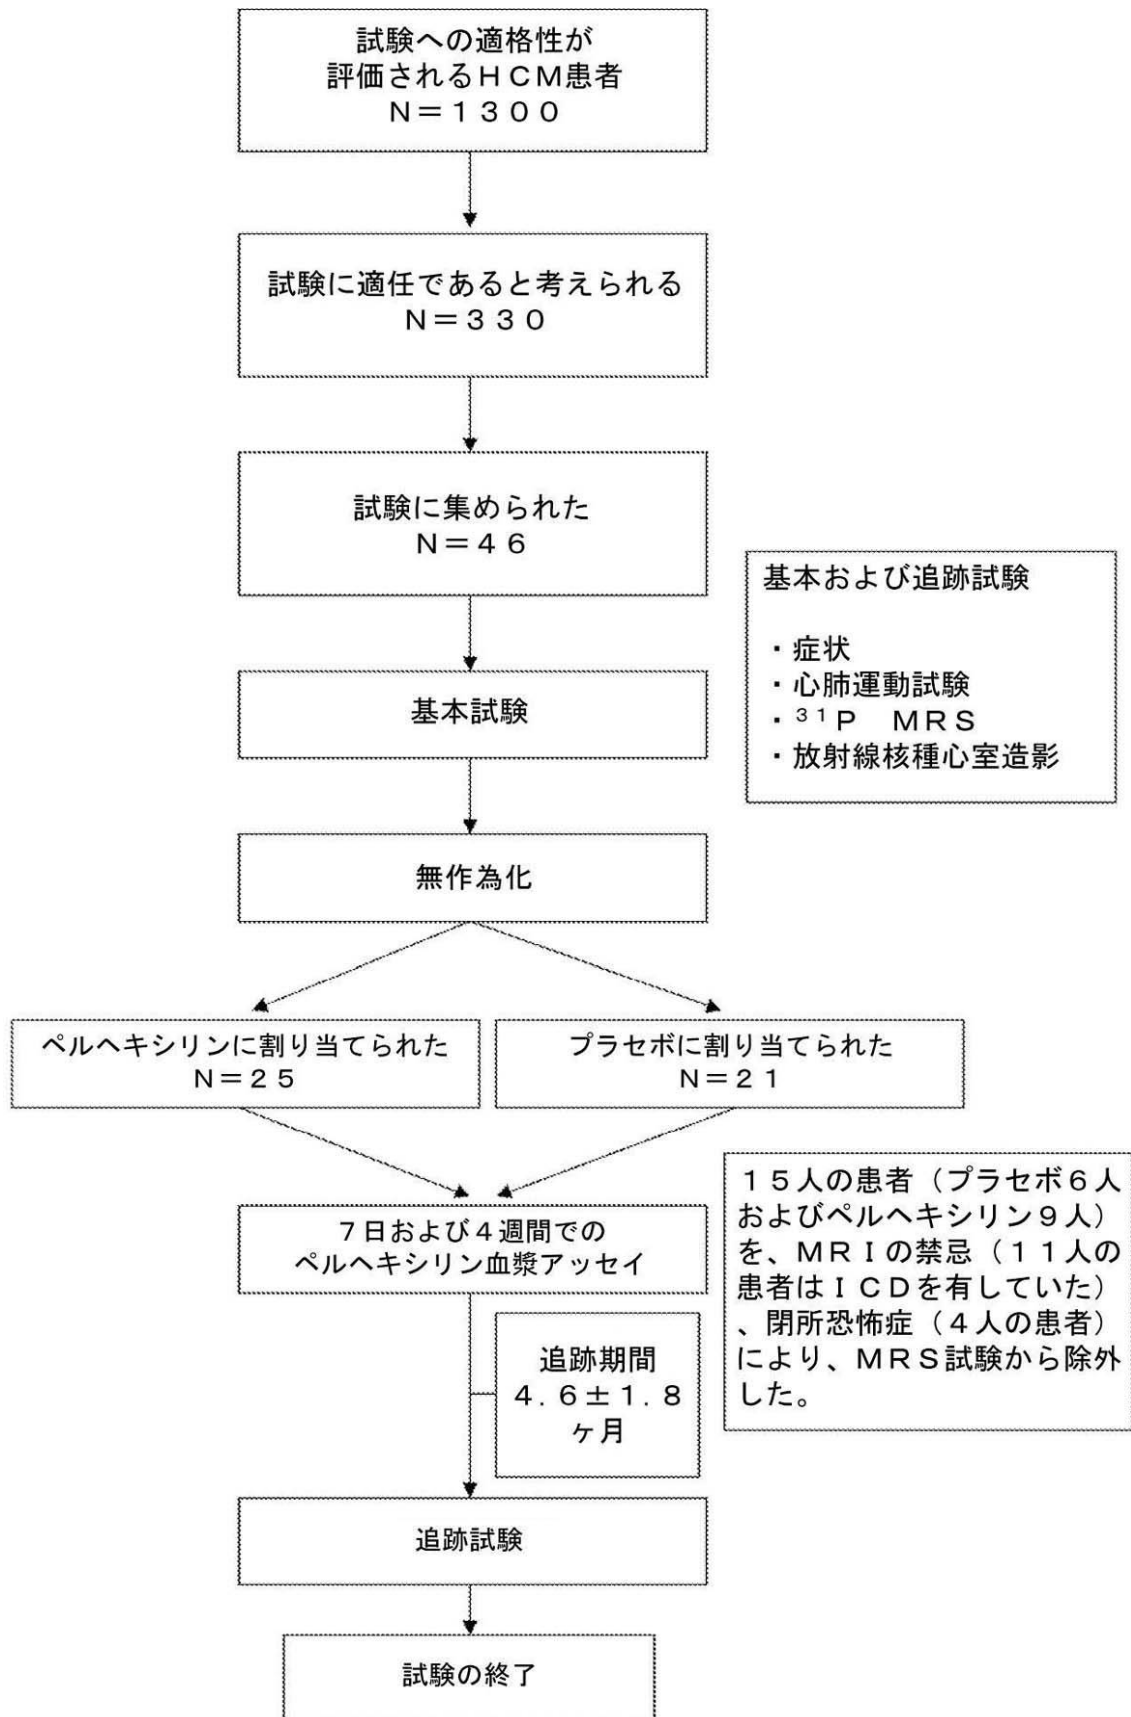 試験への適格性が
評価されるＨＣＭ患者
Ｎ＝１３００
試験に適任であると考えられる
Ｎ＝３３０
試験に集められた
Ｎ＝４６
基本および追跡試験
・症状
・心肺運動試験
・³¹Ｐ　ＭＲＳ
・放射線核種心室造影
基本試験
無作為化
ペルヘキシリンに割り当てられた
Ｎ＝２５
プラセボに割り当てられた
Ｎ＝２１
７日および４週間での
ペルヘキシリン血漿アッセイ
１５人の患者（プラセボ６人
およびペルヘキシリン９人）
を、ＭＲＩの禁忌（１１人の
患者はＩＣＤを有していた）
、閉所恐怖症（４人の患者）
により、ＭＲＳ試験から除外
した。
追跡期間
４.６±１.８
ヶ月
追跡試験
試験の終了